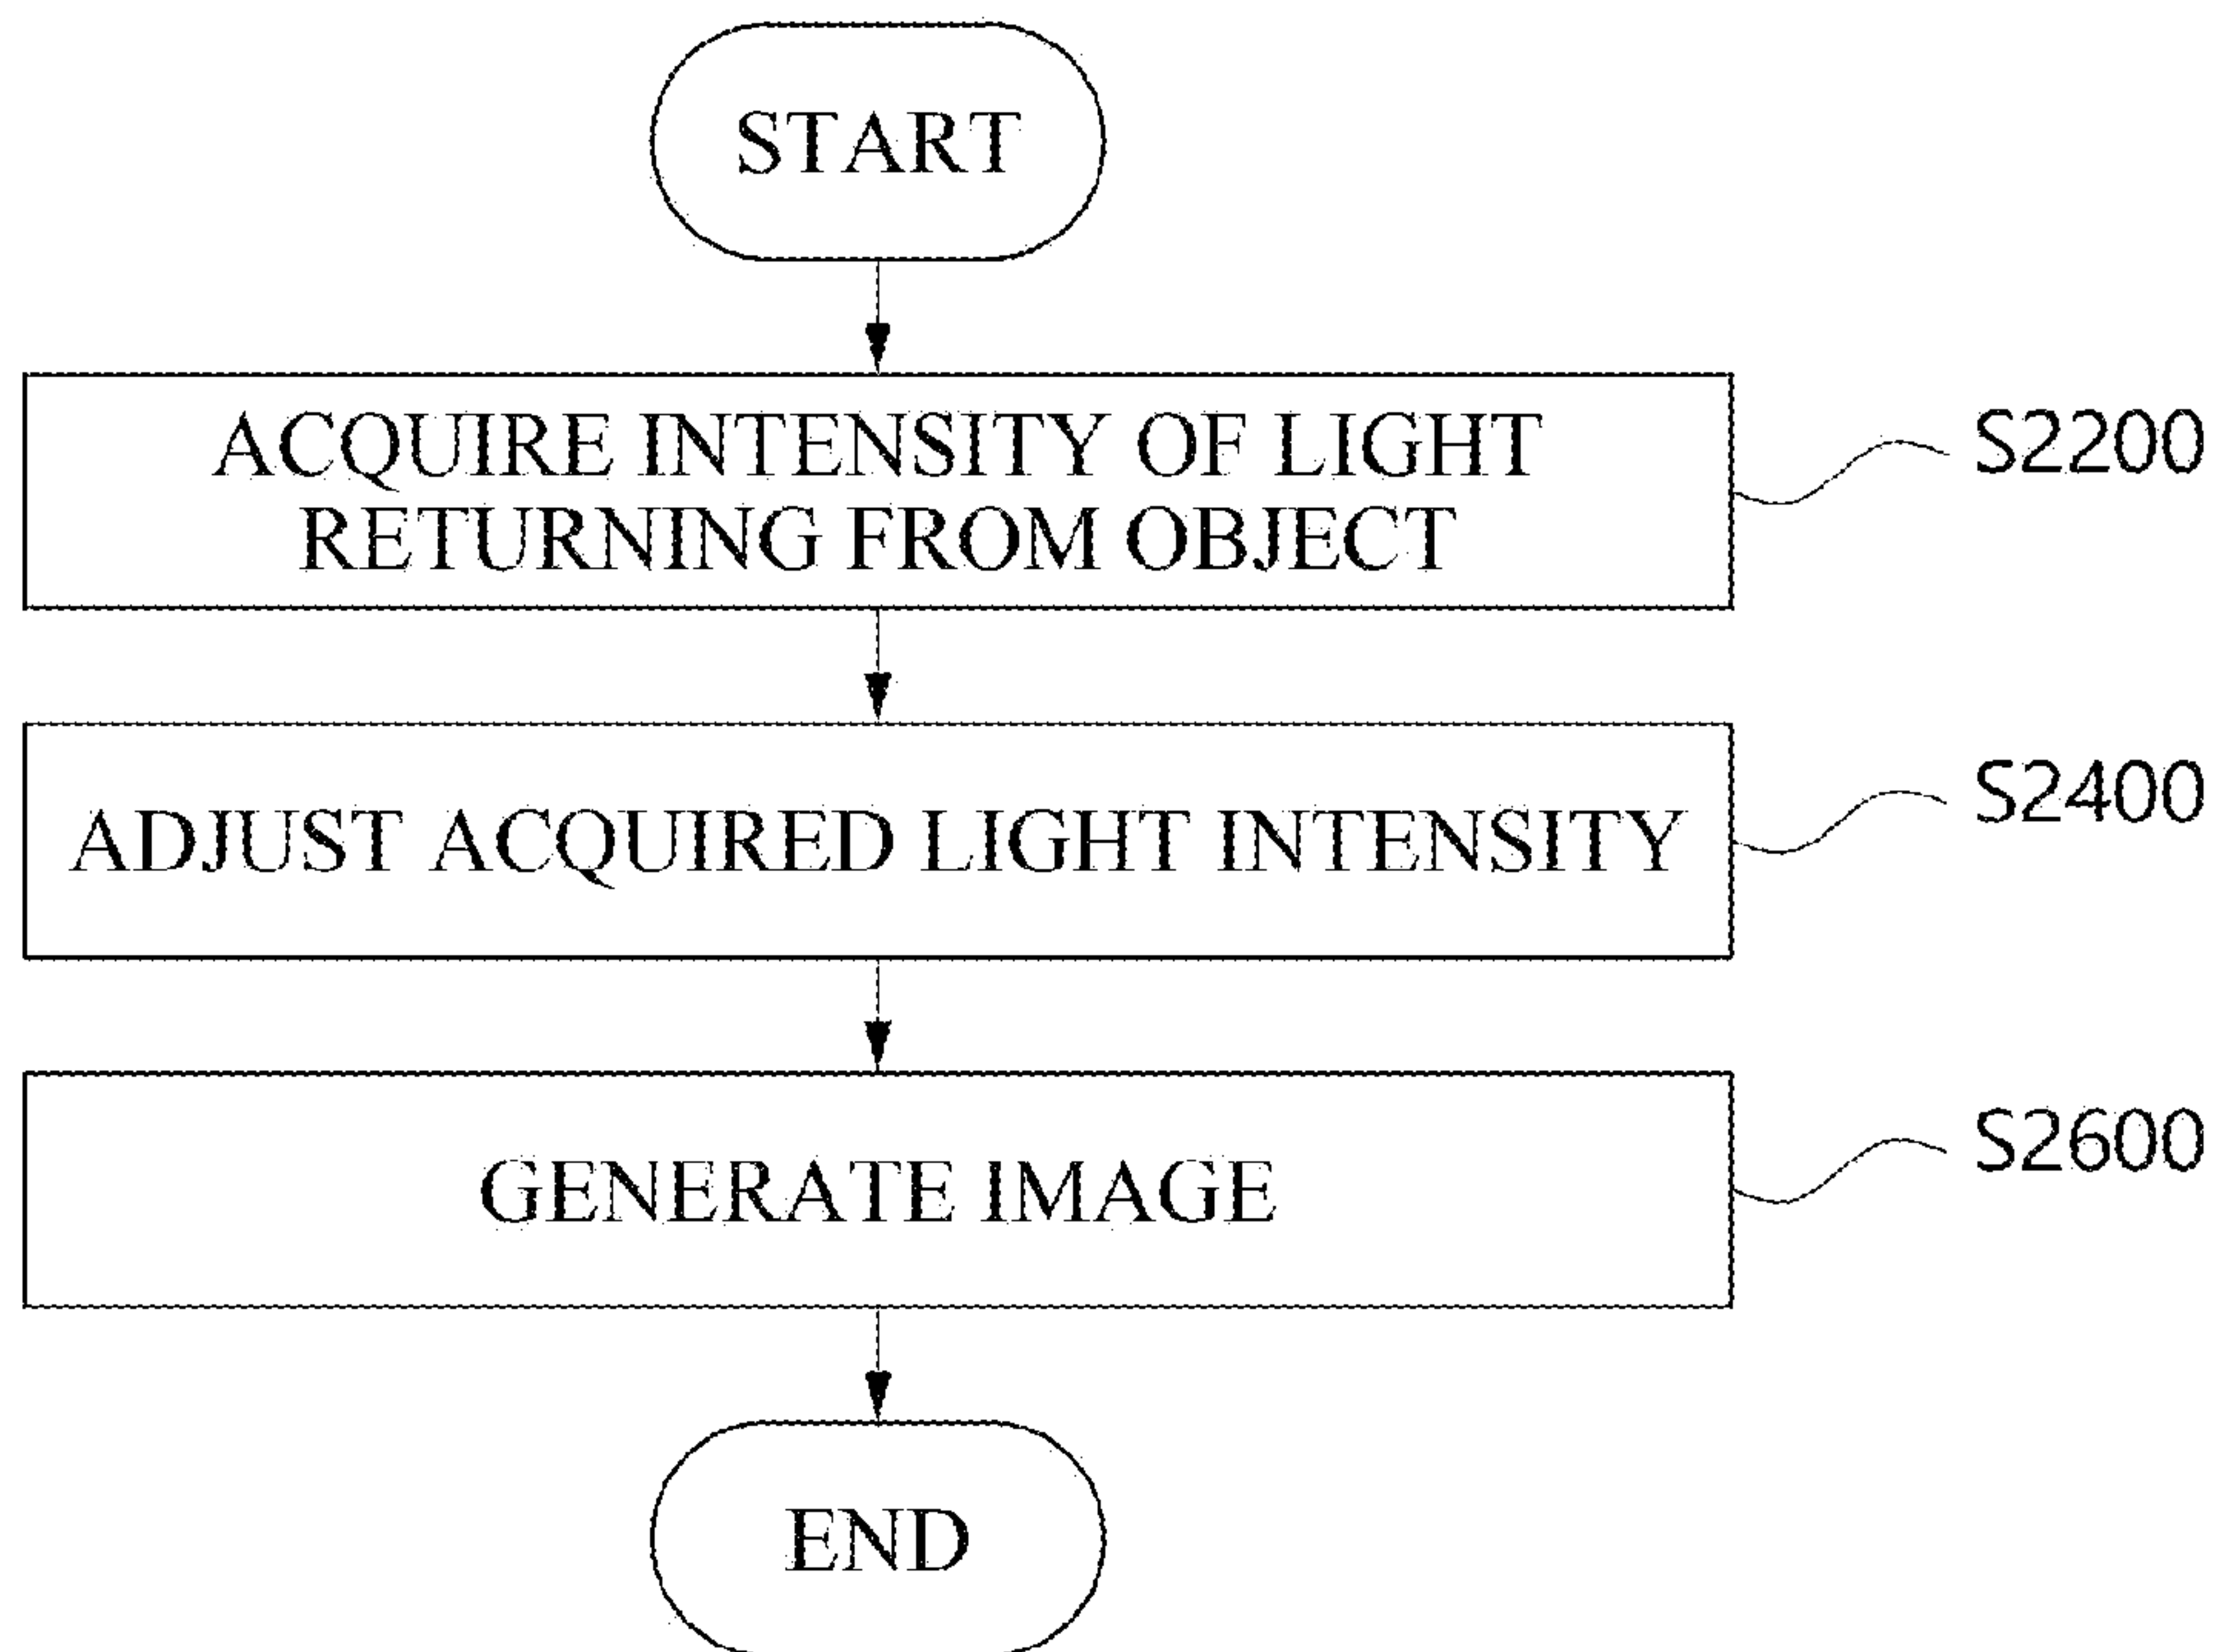 START
ACQUIRE INTENSITY OF LIGHT
RETURNING FROM OBJECT
S2200
ADJUST ACQUIRED LIGHT INTENSITY
S2400
GENERATE IMAGE
S2600
END